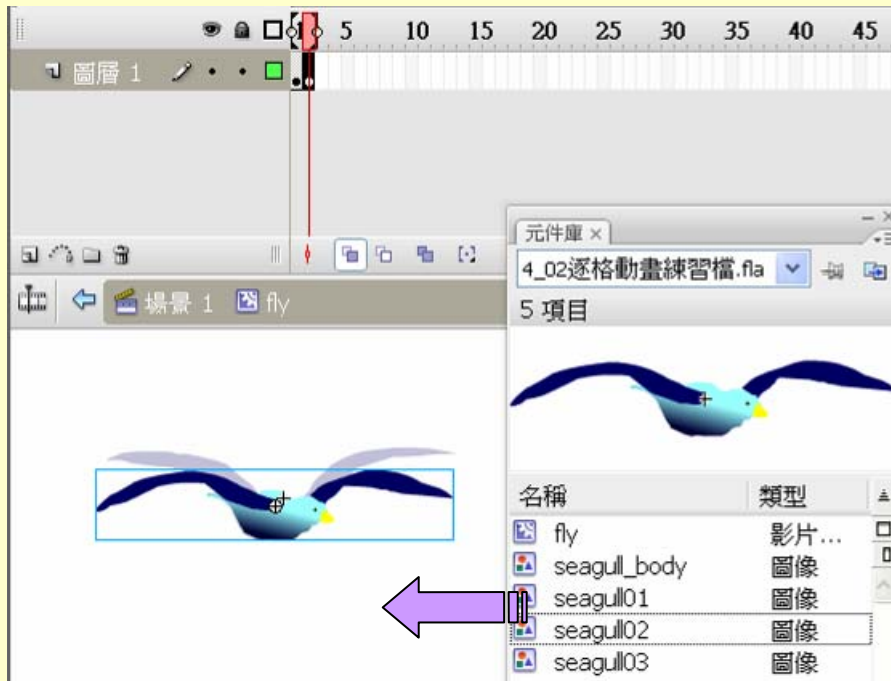 1 5 10 15 20 25 30 35 40 45
圖層 1
元件庫 ×
4_02逐格動畫練習檔.fla
5 項目
場景 1 fly
名稱 類型
fly 影片...
seagull_body 圖像
seagull01 圖像
seagull02 圖像
seagull03 圖像